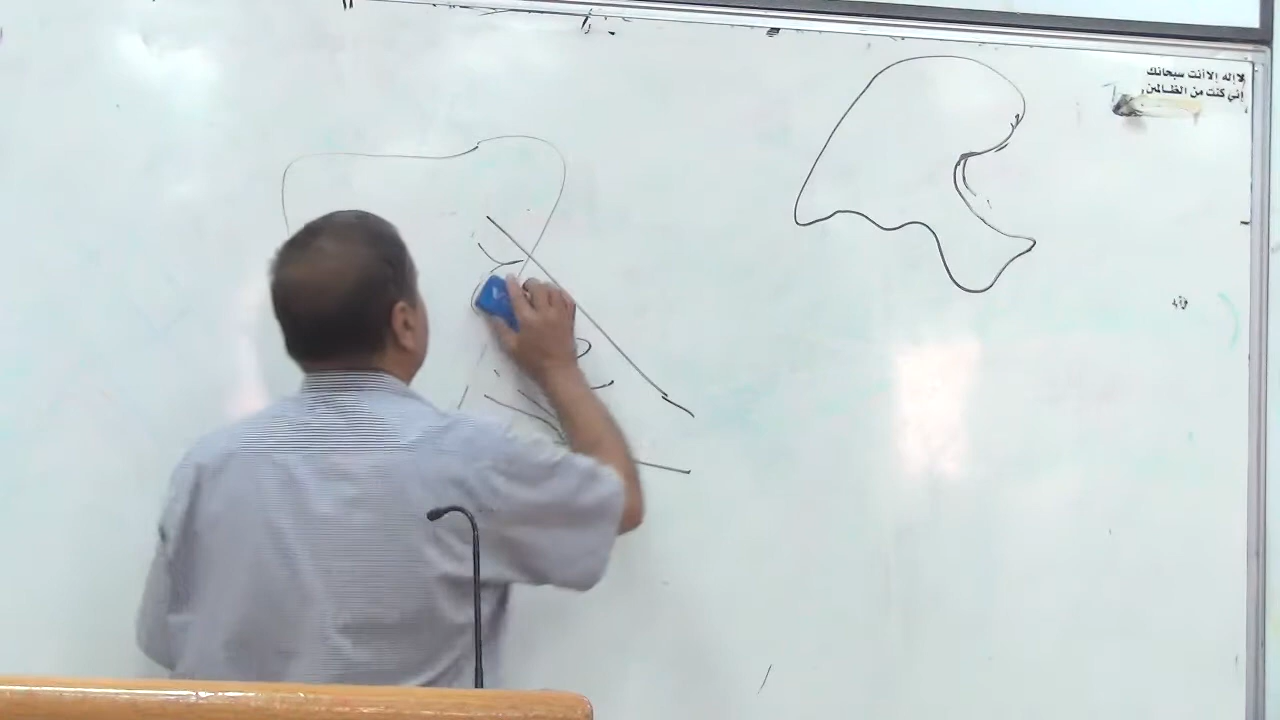 لا إله إلا أنت سبحانك
إني كنت من الظالمين